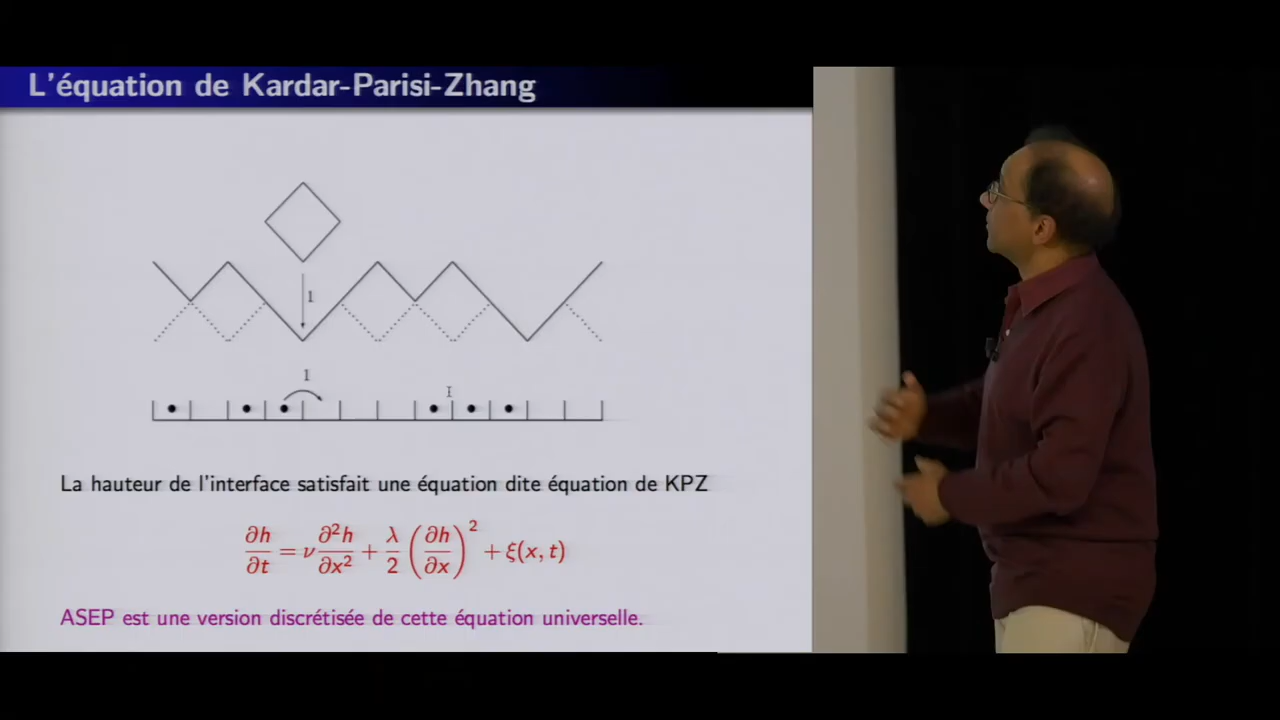 L'équation de Kardar-Parisi-Zhang
1
1
La hauteur de l'interface satisfait une équation dite équation de KPZ
∂h/∂t = ν ∂²h/∂x² + λ/2 (∂h/∂x)² + ξ(x, t)
ASEP est une version discrétisée de cette équation universelle.